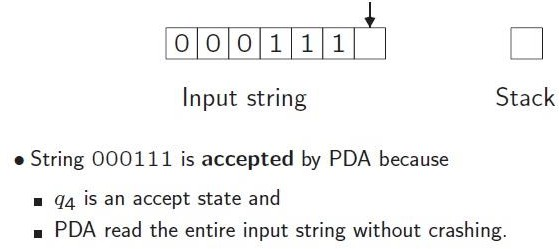 0 0 0 1 1 1
Input string Stack
• String 000111 is accepted by PDA because
▪ q4 is an accept state and
▪ PDA read the entire input string without crashing.